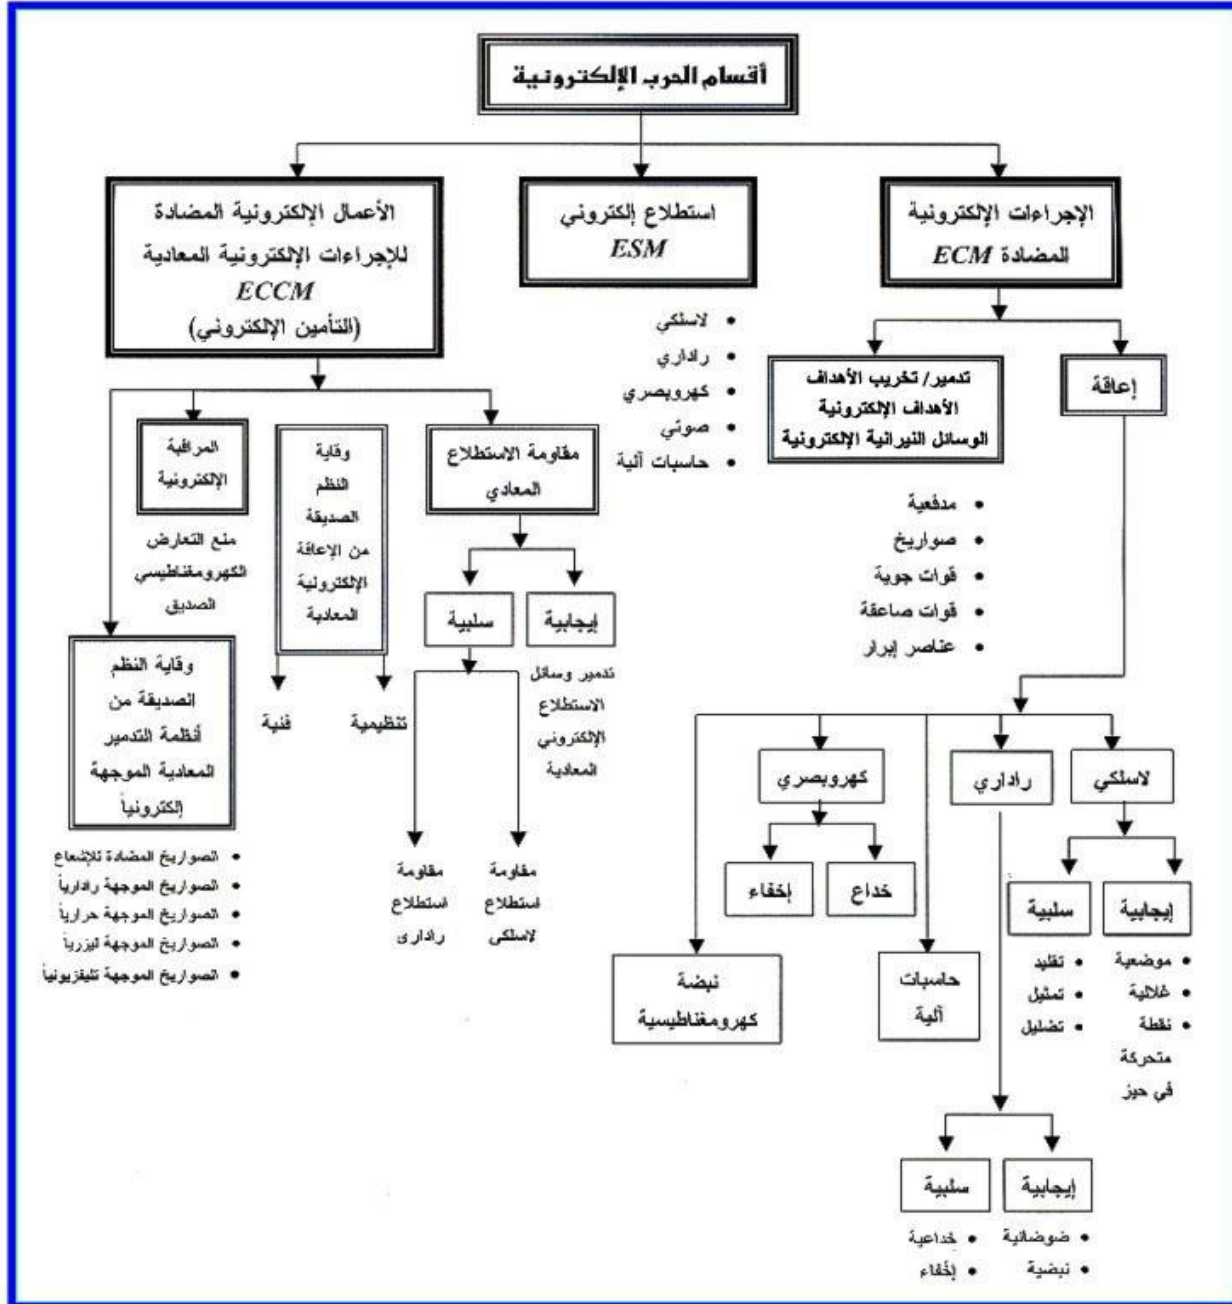 أقسام الحرب الإلكترونية
الإجراءات الإلكترونية
المضادة ECM
استطلاع إلكتروني
ESM
الأعمال الإلكترونية المضادة
للإجراءات الإلكترونية المعادية
ECCM
(التأمين الإلكتروني)
إعاقة
تدمير/ تخريب الأهداف
الأهداف الإلكترونية
الوسائل النيرانية الإلكترونية
• مدفعية
• صواريخ
• قوات جوية
• قوات صاعقة
• عناصر إبرار
لاسلكي
راداري
كهروبصري
إيجابية
سلبية
• موضعية
• غلالية
• نقطة
متحركة
في حيز
• تقليد
• تمثيل
• تضليل
إيجابية
سلبية
• ضوضائية
• نبضية
• خداعية
• إخفاء
خداع
إخفاء
حاسبات
آلية
نبضة
كهرومغناطيسية
• لاسلكي
• راداري
• كهروبصري
• صوتي
• حاسبات آلية
مقاومة الاستطلاع
المعادي
إيجابية
سلبية
تدمير وسائل
الاستطلاع
الإلكتروني
المعادية
مقاومة
استطلاع
لاسلكى
مقاومة
استطلاع
رادارى
وقاية
النظم
الصديقة
من الإعاقة
الإلكترونية
المعادية
تنظيمية
فنية
المراقبة
الإلكترونية
منع التعارض
الكهرومغناطيسي
الصديق
وقاية النظم
الصديقة من
أنظمة التدمير
المعادية الموجهة
إلكترونياً
• الصواريخ المضادة للإشعاع
• الصواريخ الموجهة رادارياً
• الصواريخ الموجهة حرارياً
• الصواريخ الموجهة ليزرياً
• الصواريخ الموجهة تليفزيونياً